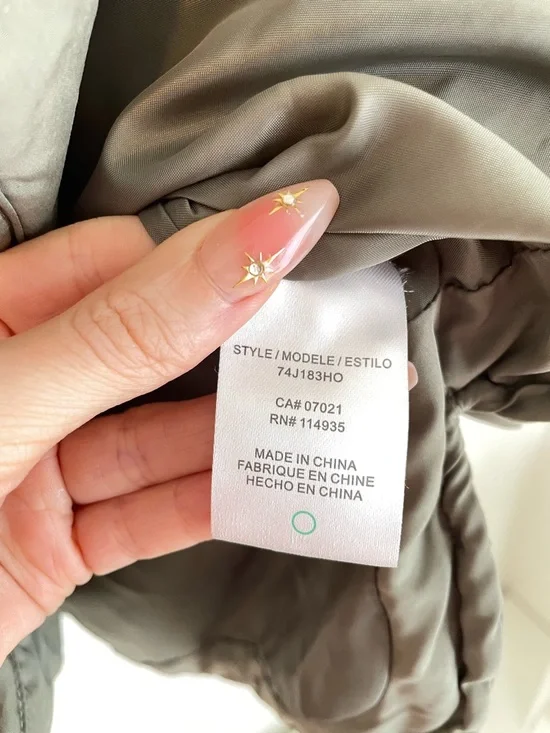 STYLE / MODELE / ESTILO
74J183HO
CA# 07021
RN# 114935
MADE IN CHINA
FABRIQUE EN CHINE
HECHO EN CHINA